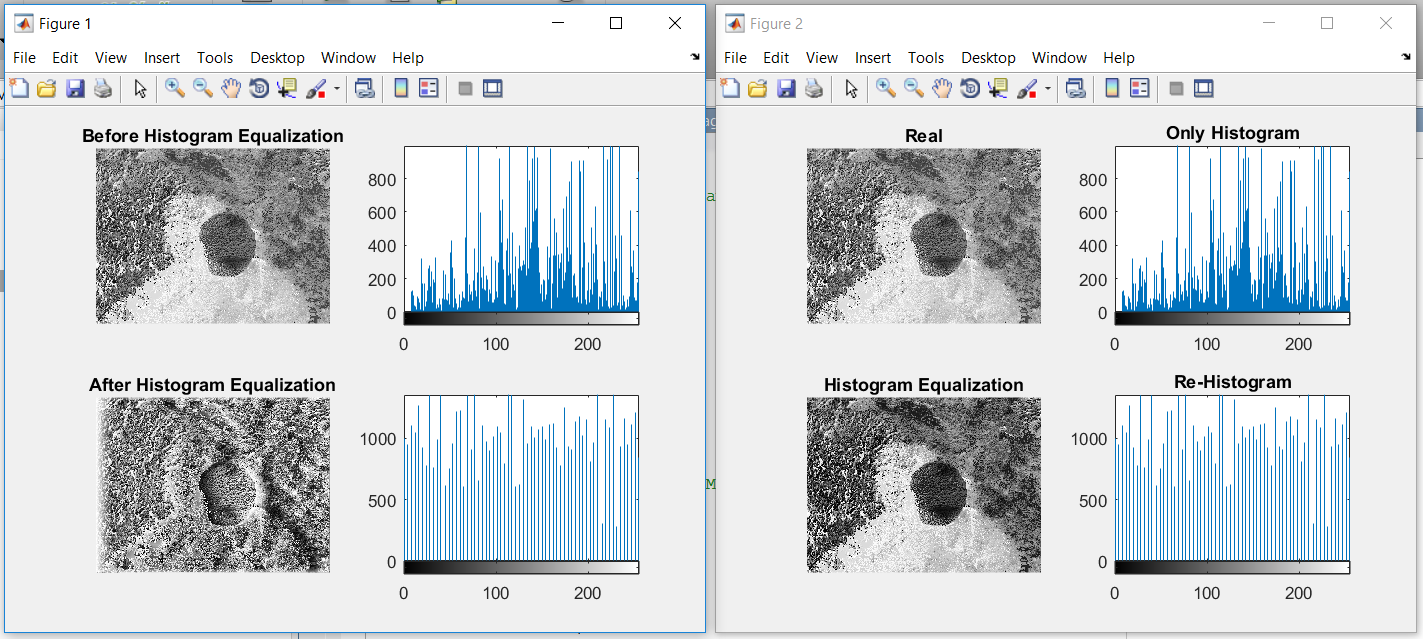 Figure 1
File Edit View Insert Tools Desktop Window Help
Before Histogram Equalization
800
600
400
200
0
0 100 200
After Histogram Equalization
1000
500
0
0 100 200
Figure 2
File Edit View Insert Tools Desktop Window Help
Real
Only Histogram
800
600
400
200
0
0 100 200
Histogram Equalization
Re-Histogram
1000
500
0
0 100 200